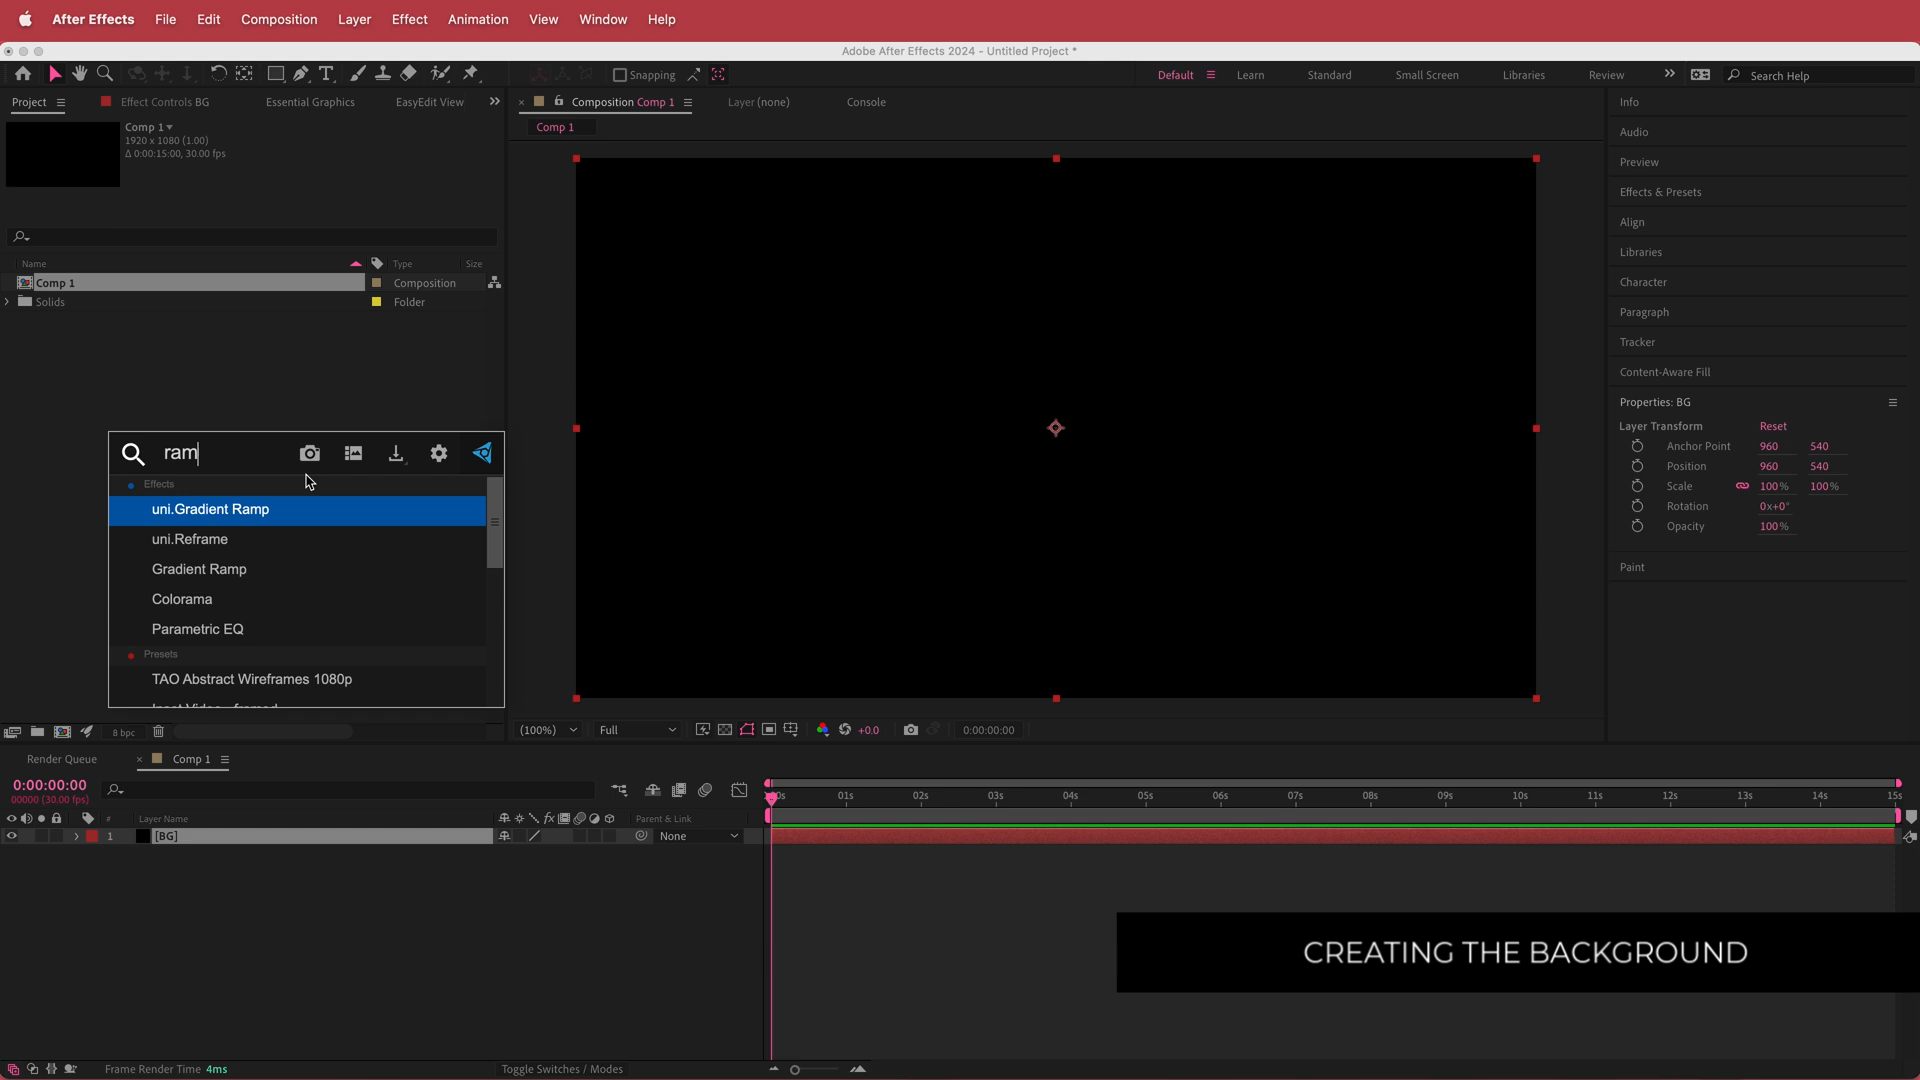 After Effects File Edit Composition Layer Effect Animation View Window Help
Adobe After Effects 2024 - Untitled Project *
Snapping
Default Learn Standard Small Screen Libraries Review Search Help
Project Effect Controls BG Essential Graphics EasyEdit View
Composition Comp 1 Layer (none) Console
Comp 1
Comp 1
1920 x 1080 (1.00)
Δ 0:00:15:00, 30.00 fps
Name Type Size
Comp 1 Composition
Solids Folder
ram
Effects
uni.Gradient Ramp
uni.Reframe
Gradient Ramp
Colorama
Parametric EQ
Presets
TAO Abstract Wireframes 1080p
8 bpc
(100%) Full +0.0 0:00:00:00
Info
Audio
Preview
Effects & Presets
Align
Libraries
Character
Paragraph
Tracker
Content-Aware Fill
Properties: BG
Layer Transform Reset
Anchor Point 960 540
Position 960 540
Scale 100% 100%
Rotation 0x+0°
Opacity 100%
Paint
Render Queue Comp 1
0:00:00:00
00000 (30.00 fps)
01s 02s 03s 04s 05s 06s 07s 08s 09s 10s 11s 12s 13s 14s 15s
# Layer Name fx Parent & Link
1 [BG] None
CREATING THE BACKGROUND
Frame Render Time 4ms Toggle Switches / Modes